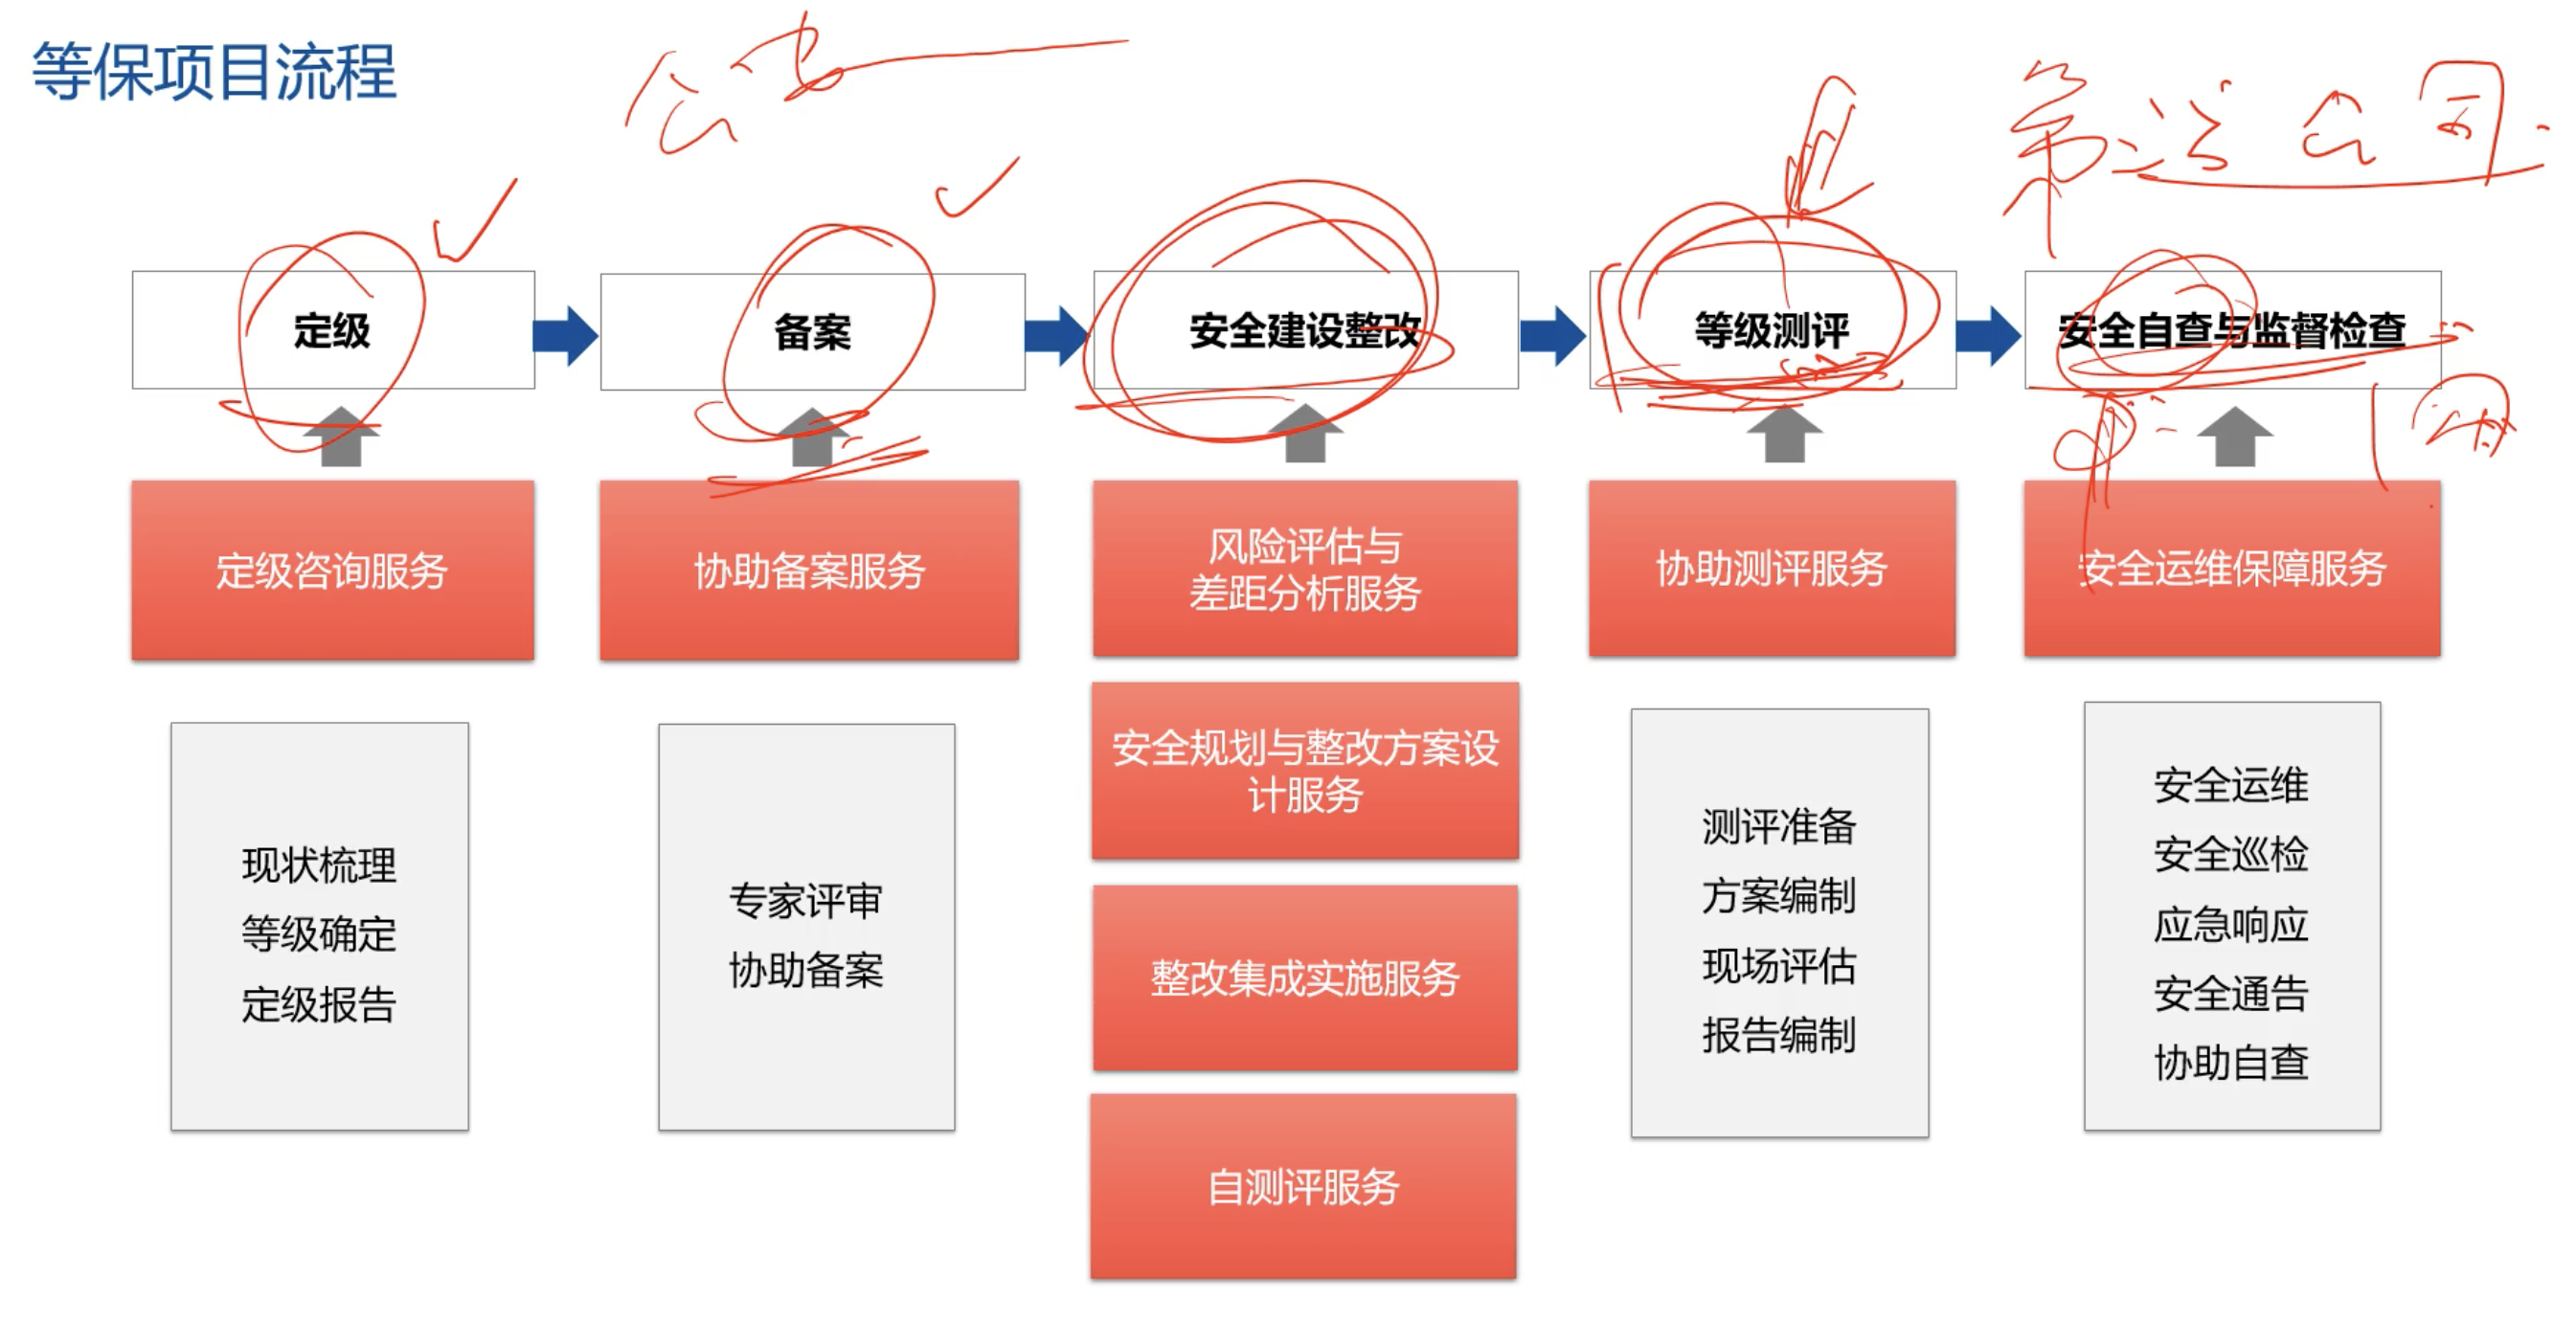 等保项目流程
公安
第三方公司
定级
备案
安全建设整改
等级测评
安全自查与监督检查
定级咨询服务
协助备案服务
风险评估与
差距分析服务
协助测评服务
安全运维保障服务
安全规划与整改方案设
计服务
整改集成实施服务
自测评服务
现状梳理
等级确定
定级报告
专家评审
协助备案
测评准备
方案编制
现场评估
报告编制
安全运维
安全巡检
应急响应
安全通告
协助自查